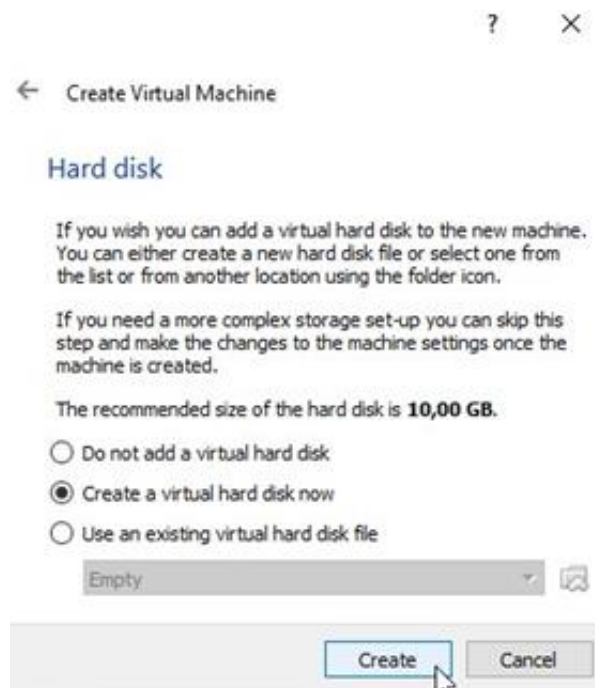 ?
Create Virtual Machine
Hard disk
If you wish you can add a virtual hard disk to the new machine.
You can either create a new hard disk file or select one from
the list or from another location using the folder icon.
If you need a more complex storage set-up you can skip this
step and make the changes to the machine settings once the
machine is created.
The recommended size of the hard disk is 10,00 GB.
Do not add a virtual hard disk
Create a virtual hard disk now
Use an existing virtual hard disk file
Empty
Create Cancel